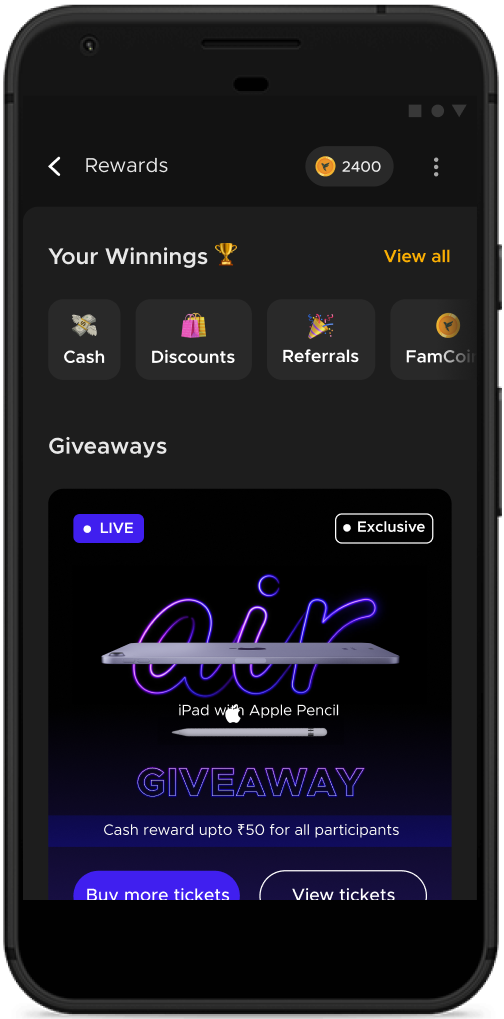 Rewards
2400
Your Winnings
View all
Cash
Discounts
Referrals
FamCoin
Giveaways
LIVE
Exclusive
air
iPad with Apple Pencil
GIVEAWAY
Cash reward upto ₹50 for all participants
Buy more tickets
View tickets